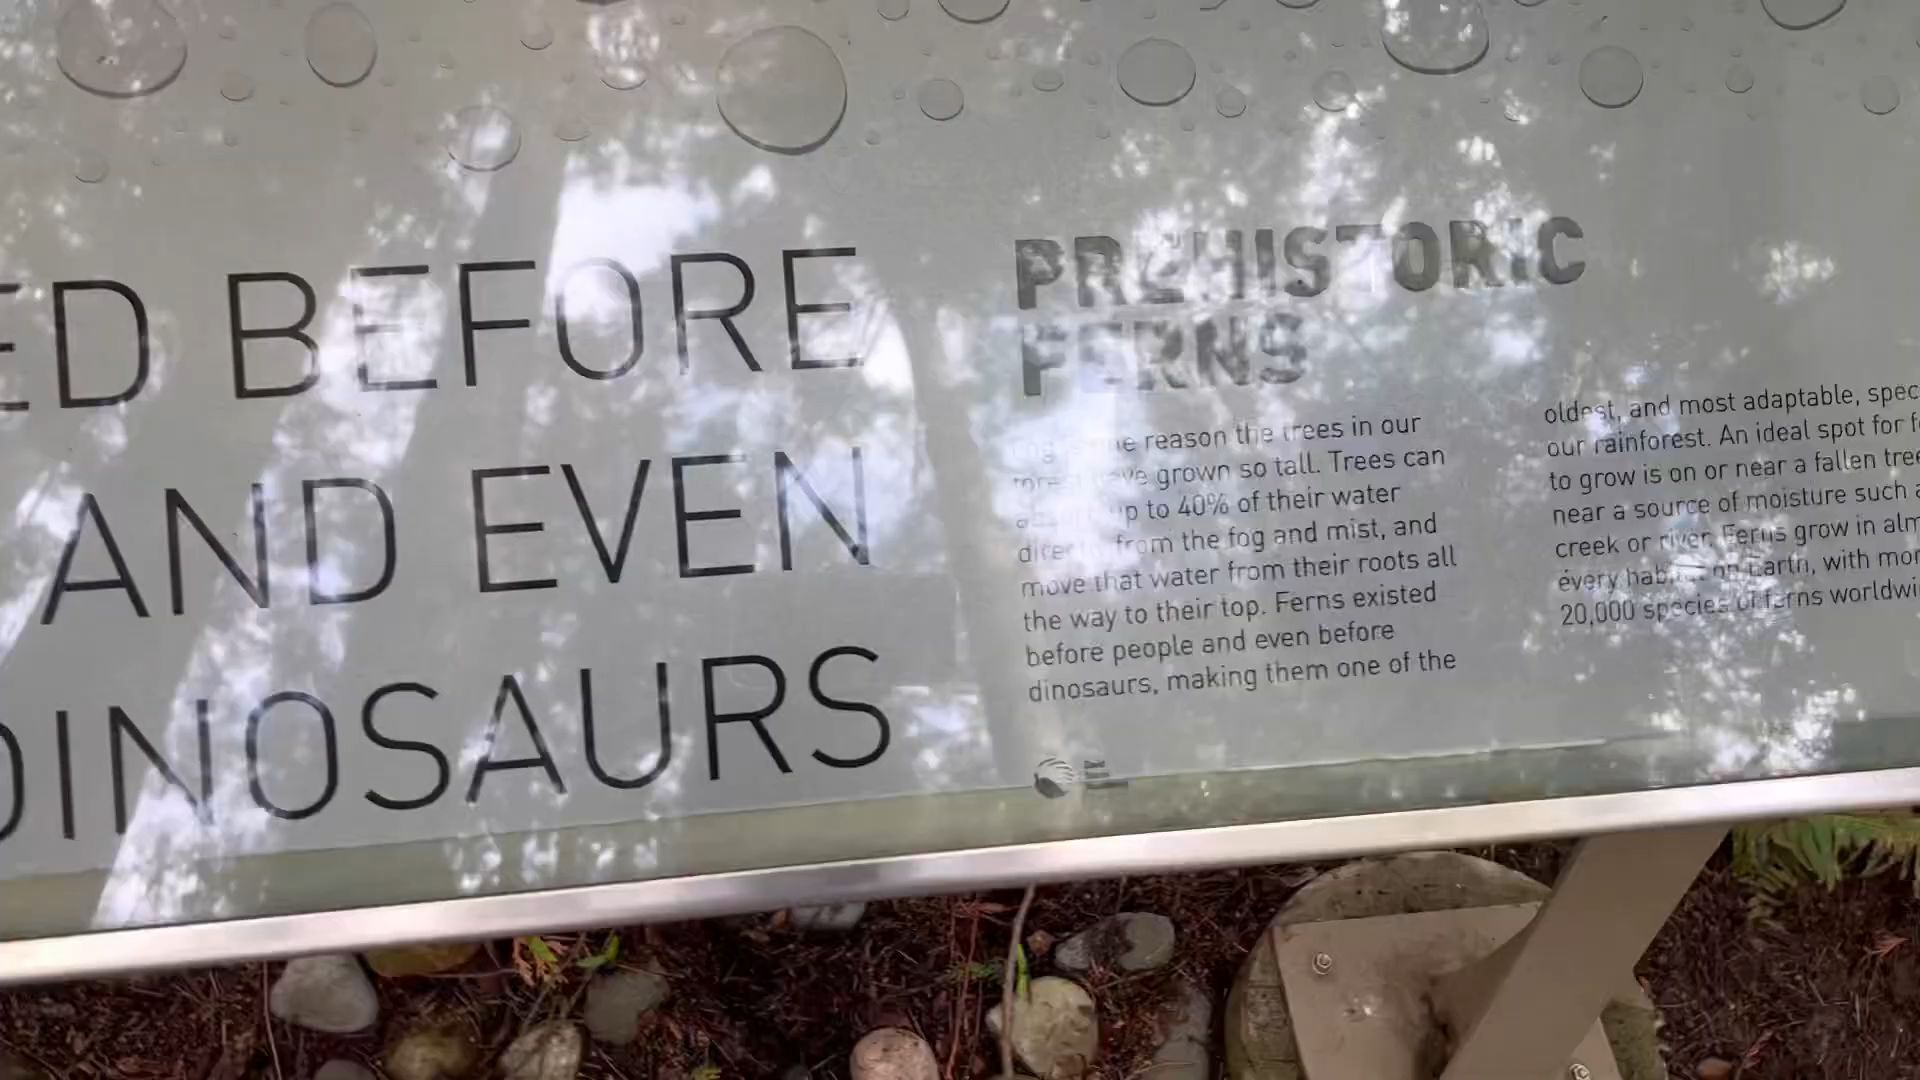 ED BEFORE
AND EVEN
DINOSAURS
PREHISTORIC
FERNS
reason the trees in our
grown so tall. Trees can
up to 40% of their water
from the fog and mist, and
move that water from their roots all
the way to their top. Ferns existed
before people and even before
dinosaurs, making them one of the
oldest, and most adaptable, spec
our rainforest. An ideal spot for f
to grow is on or near a fallen tree
near a source of moisture such a
creek or river. Ferns grow in alm
every habitat on Earth, with mor
20,000 species of ferns worldwi
David